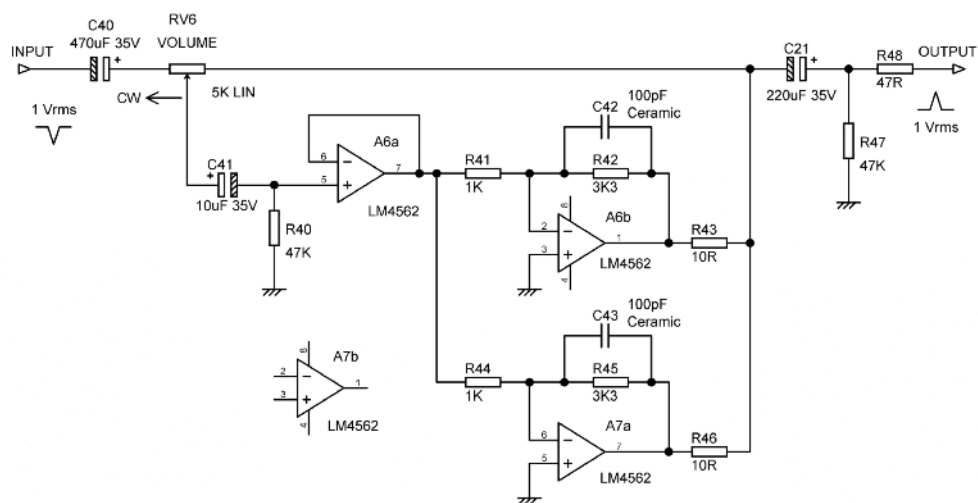 C40
470uF 35V
+
RV6
VOLUME
INPUT
5K LIN
CW
1 Vrms
C21
+
220uF 35V
R48
47R
OUTPUT
1 Vrms
R47
47K
C41
+
10uF 35V
R40
47K
A6a
6
5
7
−
+
LM4562
R41
1K
C42
100pF
Ceramic
R42
3K3
A6b
8
2
3
1
4
−
+
LM4562
R43
10R
C43
100pF
Ceramic
R44
1K
R45
3K3
A7a
6
5
7
−
+
LM4562
R46
10R
A7b
8
2
3
1
4
−
+
LM4562